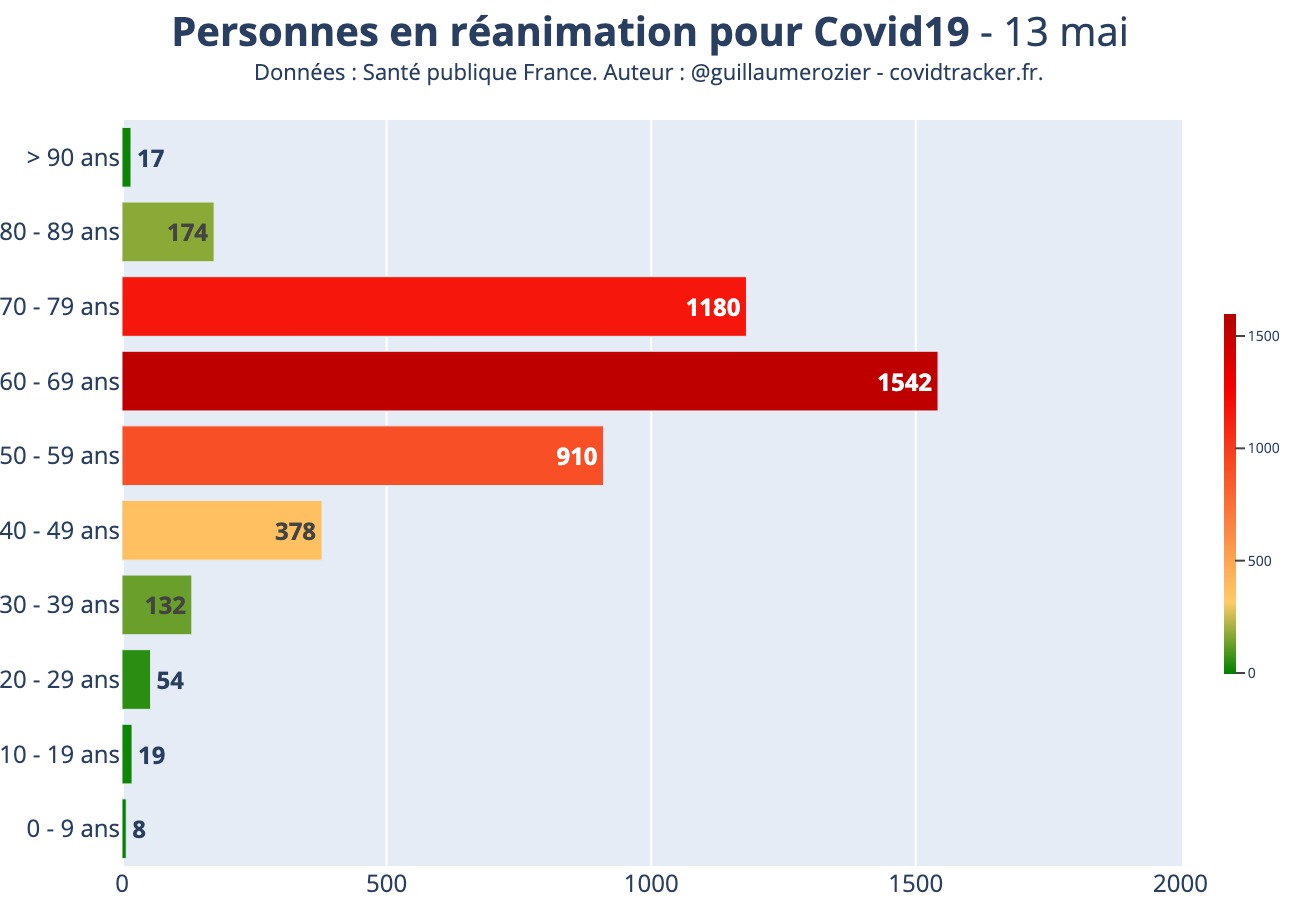 Personnes en réanimation pour Covid19 - 13 mai
Données : Santé publique France. Auteur : @guillaumerozier - covidtracker.fr.
> 90 ans 17
80 - 89 ans 174
70 - 79 ans 1180
60 - 69 ans 1542
50 - 59 ans 910
40 - 49 ans 378
30 - 39 ans 132
20 - 29 ans 54
10 - 19 ans 19
0 - 9 ans 8
0 500 1000 1500 2000
1500
1000
500
0